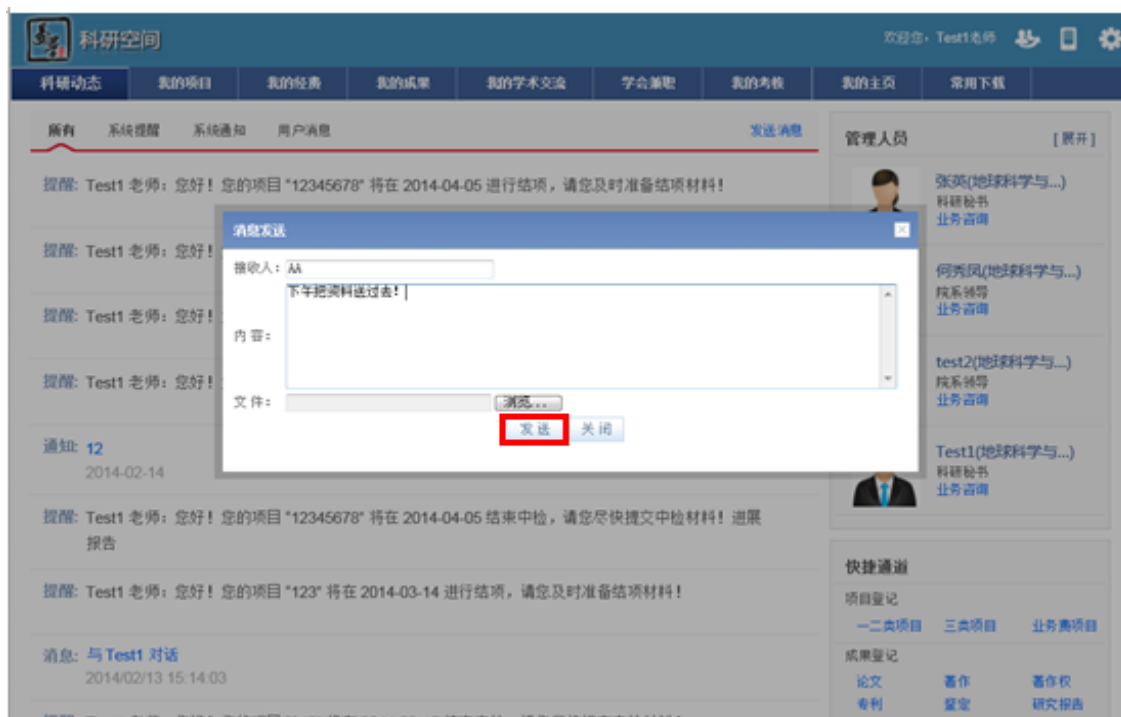 科研空间
欢迎您，Test1老师
科研动态 我的项目 我的经费 我的成果 我的学术交流 学会兼职 我的考核 我的主页 常用下载
所有 系统提醒 系统通知 用户消息 发送消息
提醒: Test1 老师：您好！您的项目 "12345678" 将在 2014-04-05 进行结项，请您及时准备结项材料！
提醒: Test1 老师：您好！
提醒: Test1 老师：您好！
提醒: Test1 老师：您好！
通知: 12
2014-02-14
提醒: Test1 老师：您好！您的项目 "12345678" 将在 2014-04-05 结束中检，请您尽快提交中检材料！进展
报告
提醒: Test1 老师：您好！您的项目 "123" 将在 2014-03-14 进行结项，请您及时准备结项材料！
消息: 与 Test1 对话
2014/02/13 15:14:03
消息发送
接收人: AA
内容:
下午把资料送过去！
文件: 浏览...
发送 关闭
管理人员 [展开]
张英(地球科学与...)
科研秘书
业务咨询
何秀凤(地球科学与...)
院系领导
业务咨询
test2(地球科学与...)
院系领导
业务咨询
Test1(地球科学与...)
科研秘书
业务咨询
快捷通道
项目登记
一二类项目 三类项目 业务费项目
成果登记
论文 著作 著作权
专利 鉴定 研究报告